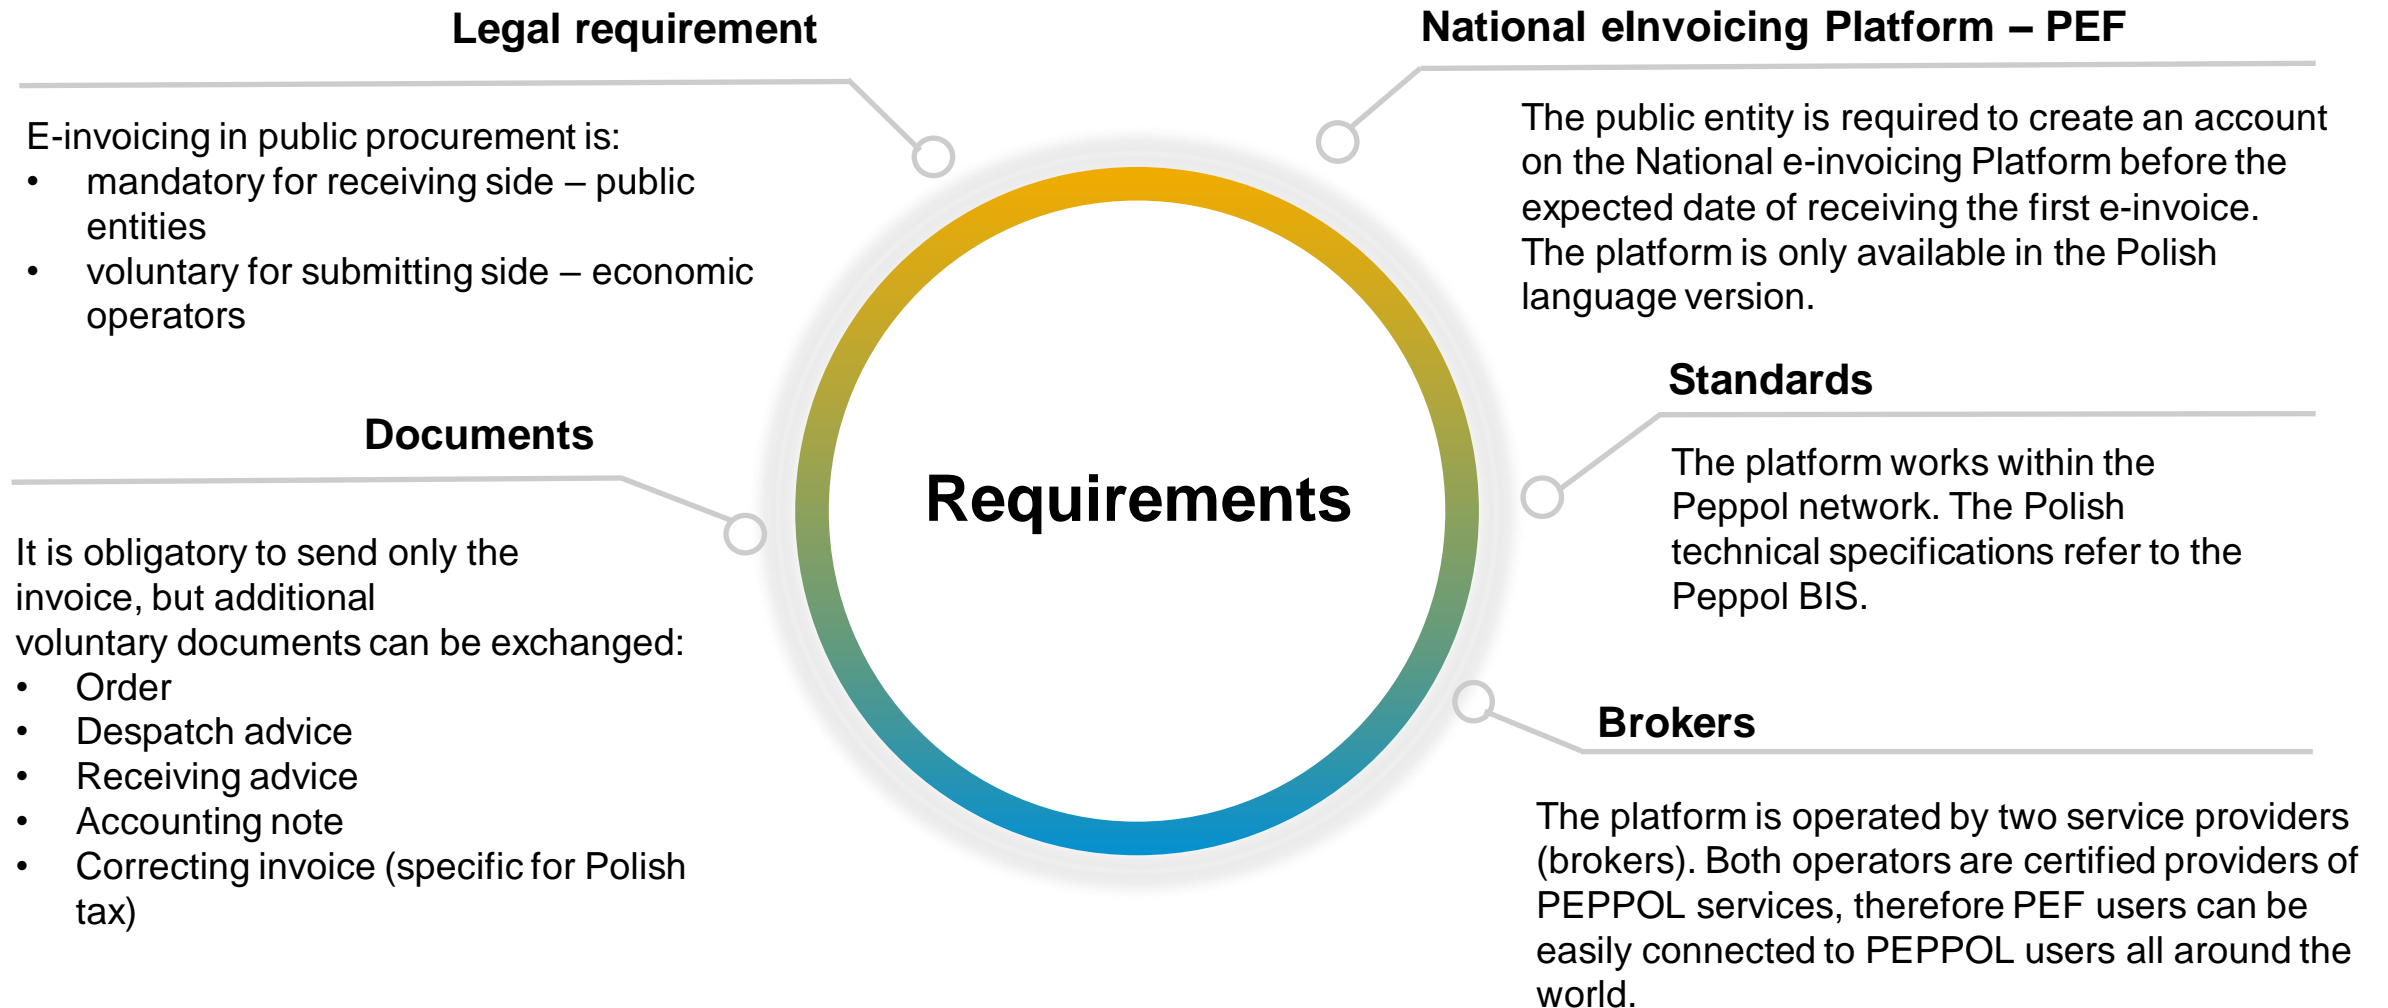 Legal requirement
E-invoicing in public procurement is:
• mandatory for receiving side – public
entities
• voluntary for submitting side – economic
operators
Documents
It is obligatory to send only the
invoice, but additional
voluntary documents can be exchanged:
• Order
• Despatch advice
• Receiving advice
• Accounting note
• Correcting invoice (specific for Polish
tax)
Requirements
National eInvoicing Platform – PEF
The public entity is required to create an account
on the National e-invoicing Platform before the
expected date of receiving the first e-invoice.
The platform is only available in the Polish
language version.
Standards
The platform works within the
Peppol network. The Polish
technical specifications refer to the
Peppol BIS.
Brokers
The platform is operated by two service providers
(brokers). Both operators are certified providers of
PEPPOL services, therefore PEF users can be
easily connected to PEPPOL users all around the
world.